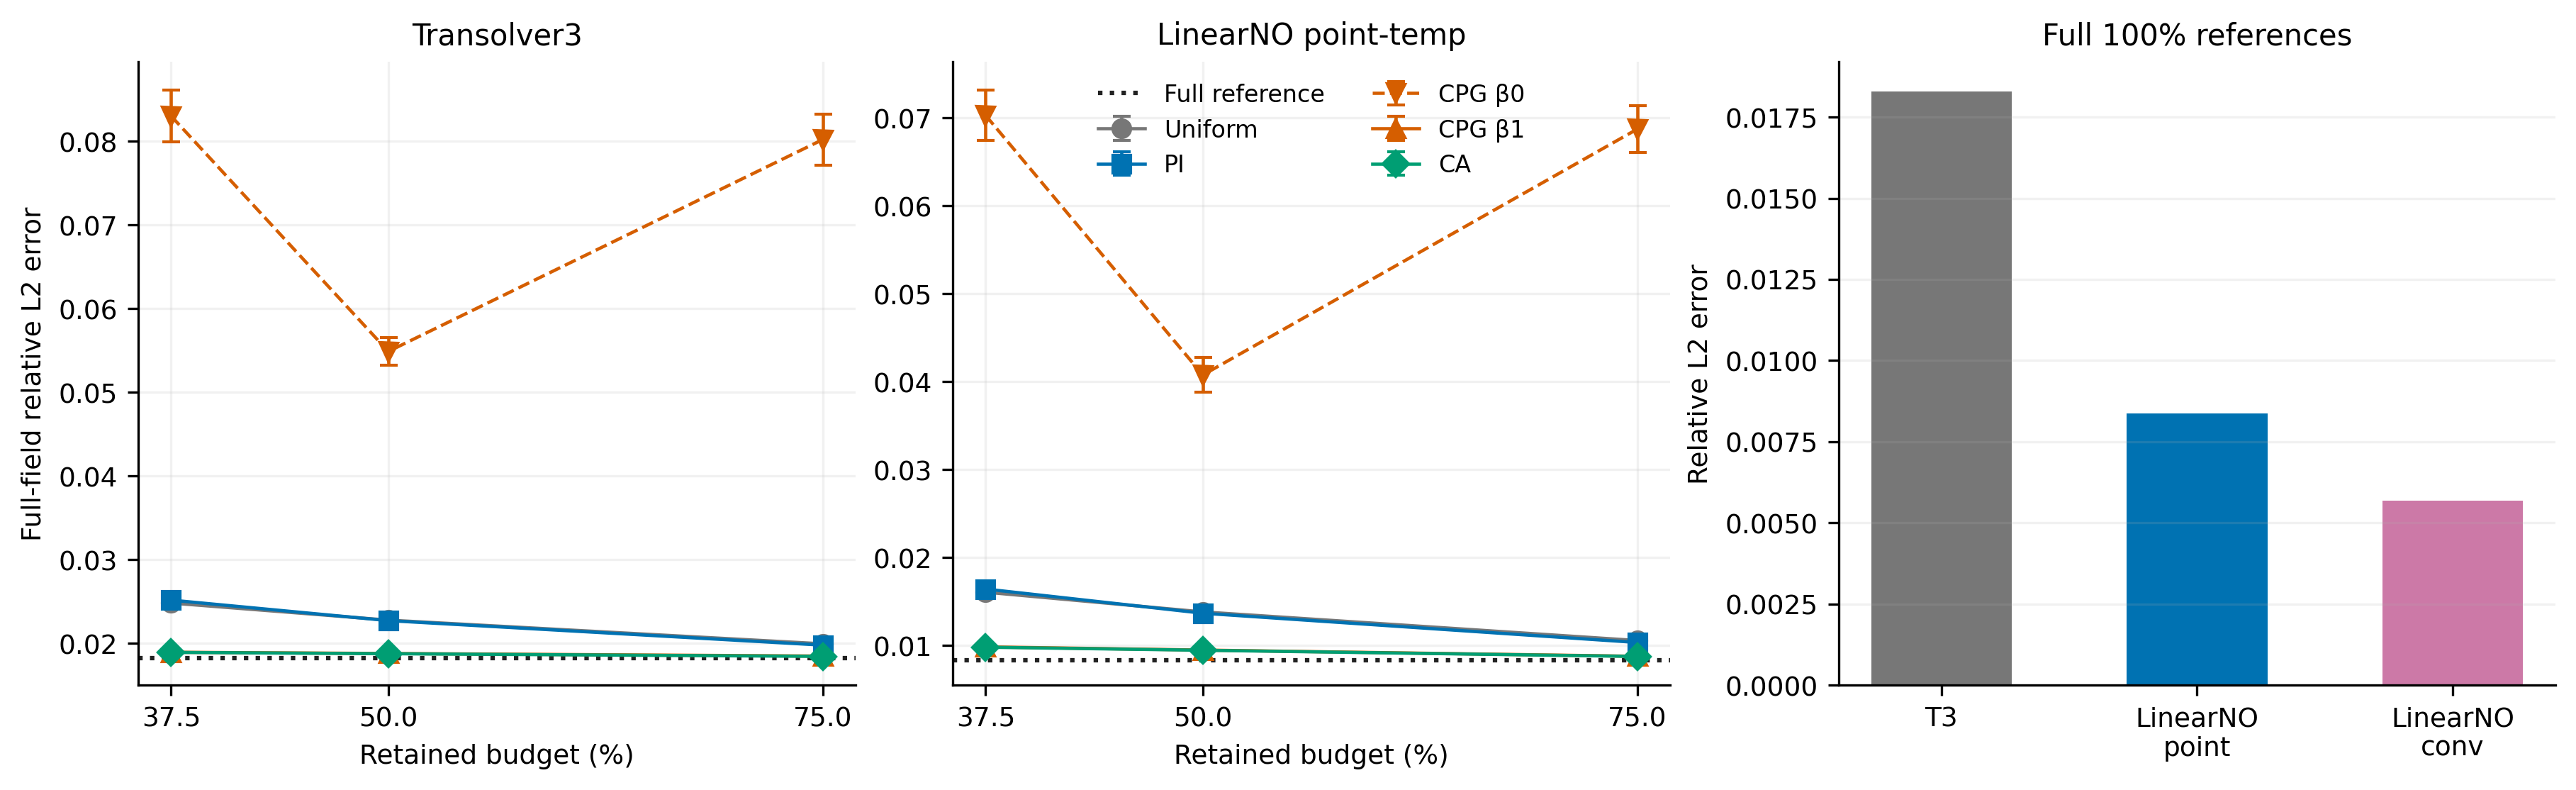 Transolver3
Full-field relative L2 error
0.08
0.07
0.06
0.05
0.04
0.03
0.02
37.5
50.0
75.0
Retained budget (%)
LinearNO point-temp
Full reference
Uniform
PI
CPG β0
CPG β1
CA
0.07
0.06
0.05
0.04
0.03
0.02
0.01
37.5
50.0
75.0
Retained budget (%)
Full 100% references
Relative L2 error
0.0175
0.0150
0.0125
0.0100
0.0075
0.0050
0.0025
0.0000
T3
LinearNO
point
LinearNO
conv